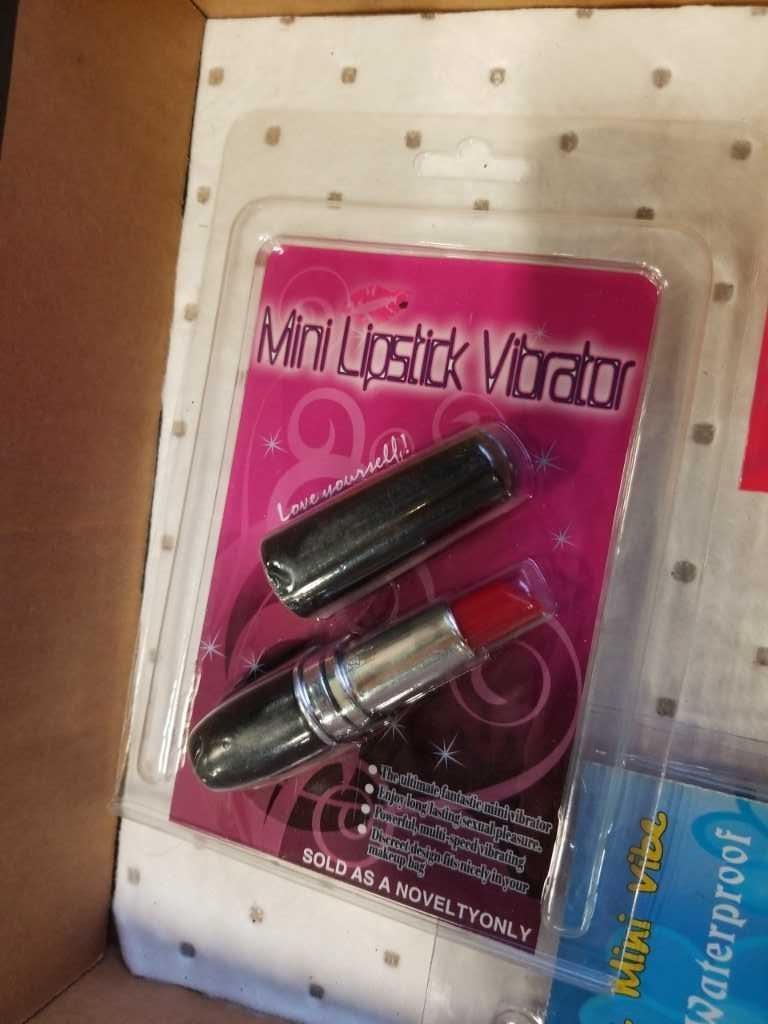 Mini Lipstick Vibrator
Love yourself!
The ultimate fantastic mini vibrator
Enjoy long lasting sexual pleasure.
Powerful, multi-speed vibrating
Discreet design fits nicely in your
makeup bag
SOLD AS A NOVELTYONLY
Mini Vibe
Waterproof